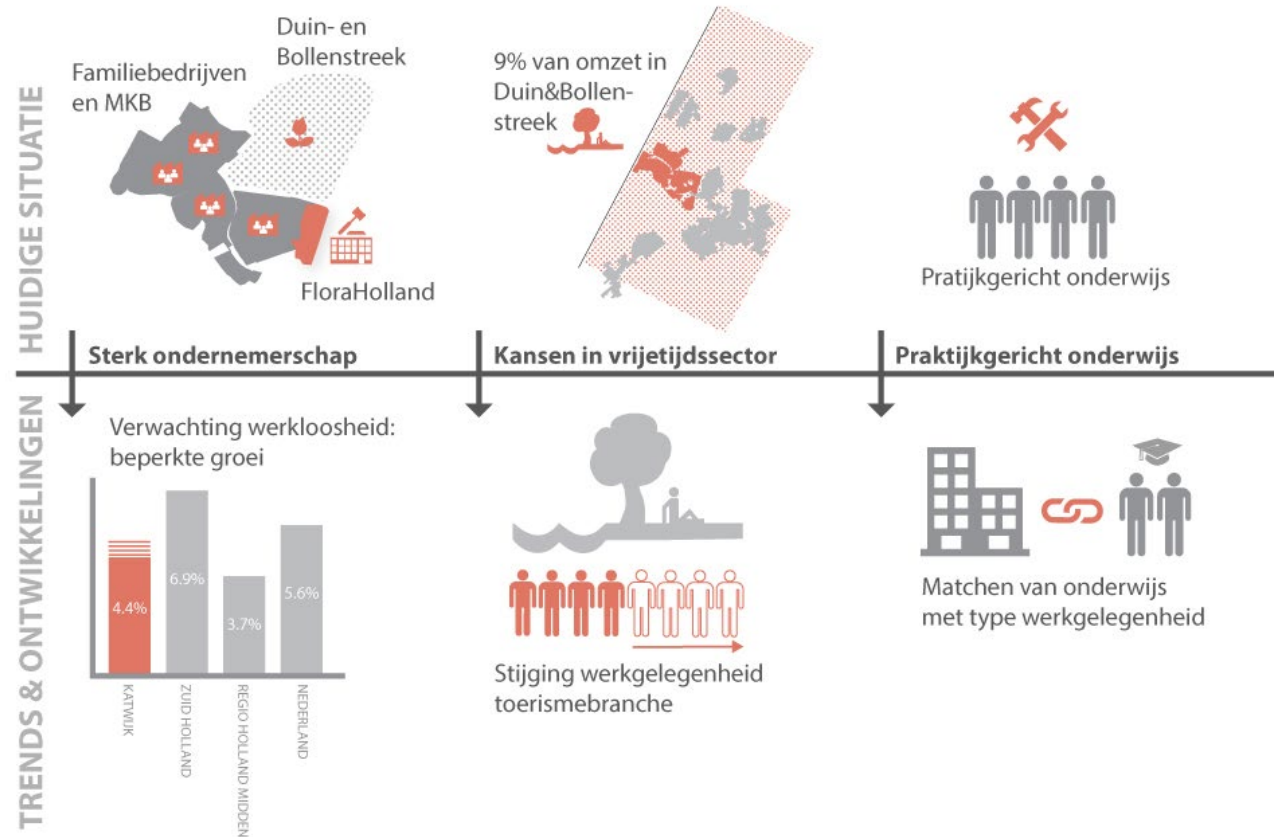 HUIDIGE SITUATIE
Familiebedrijven
en MKB
Duin- en
Bollenstreek
FloraHolland
9% van omzet in
Duin&Bollen-
streek
Pratijkgericht onderwijs
Sterk ondernemerschap
Kansen in vrijetijdssector
Praktijkgericht onderwijs
TRENDS & ONTWIKKELINGEN
Verwachting werkloosheid:
beperkte groei
4.4%
6.9%
3.7%
5.6%
KATWIJK
ZUID HOLLAND
REGIO HOLLAND MIDDEN
NEDERLAND
Stijging werkgelegenheid
toerismebranche
Matchen van onderwijs
met type werkgelegenheid